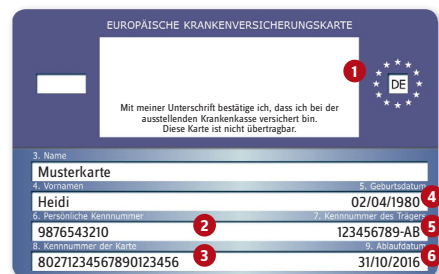 EUROPÄISCHE KRANKENVERSICHERUNGSKARTE
1
DE
Mit meiner Unterschrift bestätige ich, dass ich bei der
ausstellenden Krankenkasse versichert bin.
Diese Karte ist nicht übertragbar.
3. Name
Musterkarte
4. Vornamen 5. Geburtsdatum
Heidi 02/04/1980 4
6. Persönliche Kennnummer 7. Kennnummer des Trägers
9876543210 2 123456789-AB 5
8. Kennnummer der Karte 9. Ablaufdatum
80271234567890123456 3 31/10/2016 6